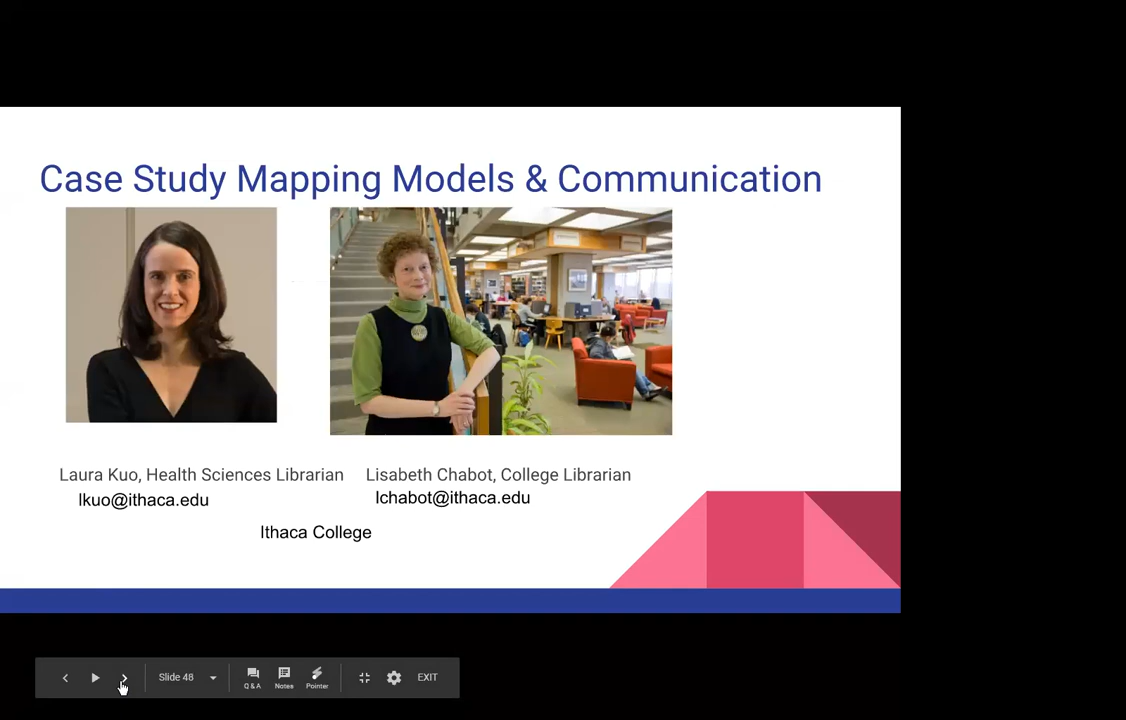 Case Study Mapping Models & Communication
Laura Kuo, Health Sciences Librarian
lkuo@ithaca.edu
Lisabeth Chabot, College Librarian
lchabot@ithaca.edu
Ithaca College
Slide 48
Q & A
Notes
Pointer
EXIT